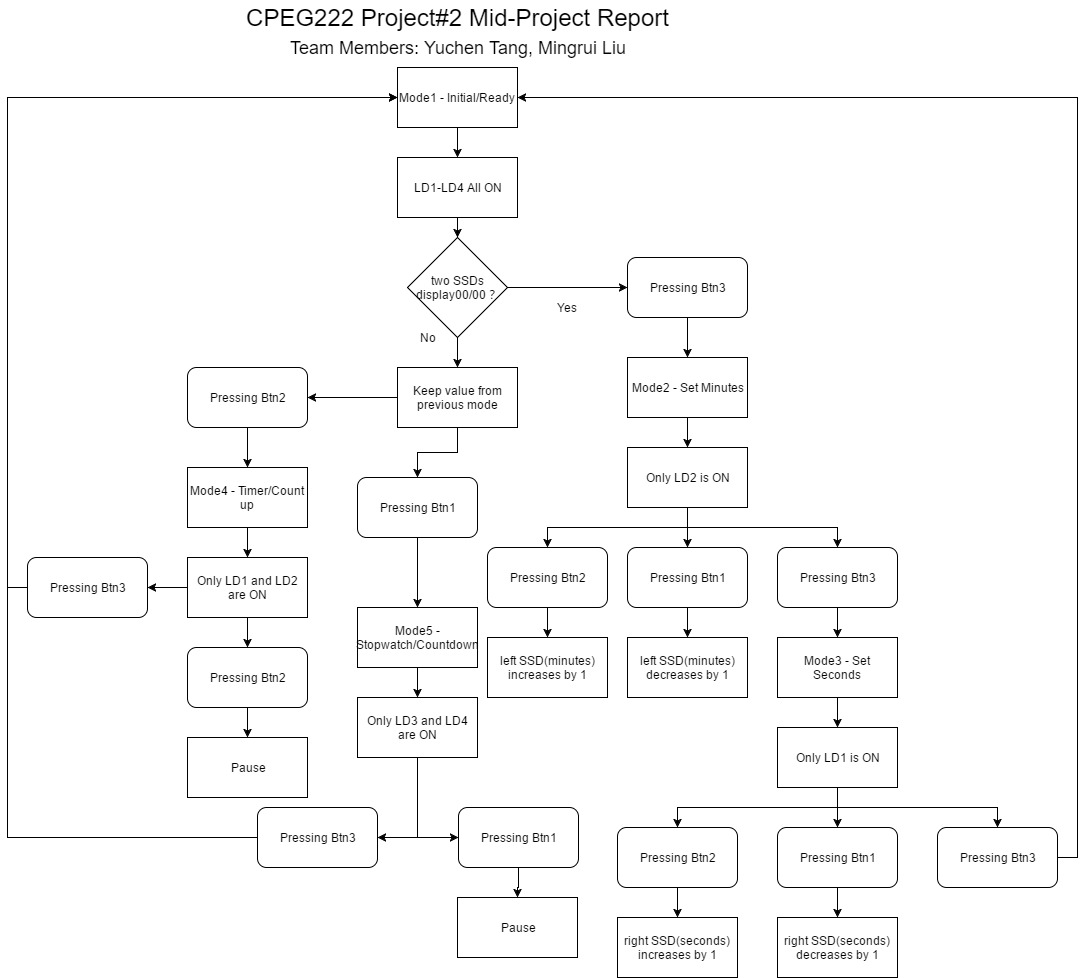 CPEG222 Project#2 Mid-Project Report
Team Members: Yuchen Tang, Mingrui Liu
Mode1 - Initial/Ready
LD1-LD4 All ON
two SSDs
display00/00 ?
Yes
No
Pressing Btn3
Keep value from
previous mode
Pressing Btn2
Mode2 - Set Minutes
Only LD2 is ON
Mode4 - Timer/Count
up
Pressing Btn1
Only LD1 and LD2
are ON
Pressing Btn3
Pressing Btn2
Pressing Btn1
Pressing Btn3
Mode5 -
Stopwatch/Countdown
left SSD(minutes)
increases by 1
left SSD(minutes)
decreases by 1
Mode3 - Set
Seconds
Pressing Btn2
Only LD3 and LD4
are ON
Only LD1 is ON
Pause
Pressing Btn3
Pressing Btn1
Pressing Btn2
Pressing Btn1
Pressing Btn3
Pause
right SSD(seconds)
increases by 1
right SSD(seconds)
decreases by 1